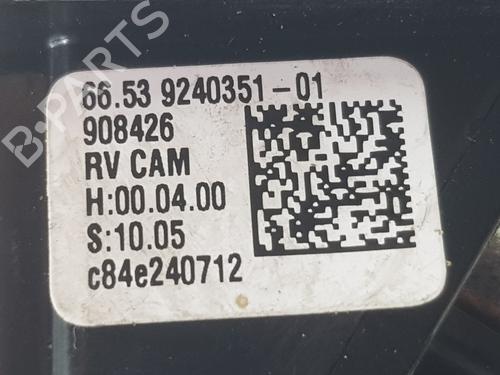 B-PARTS
66.53 9240351-01
908426
RV CAM
H:00.04.00
S:10.05
c84e240712